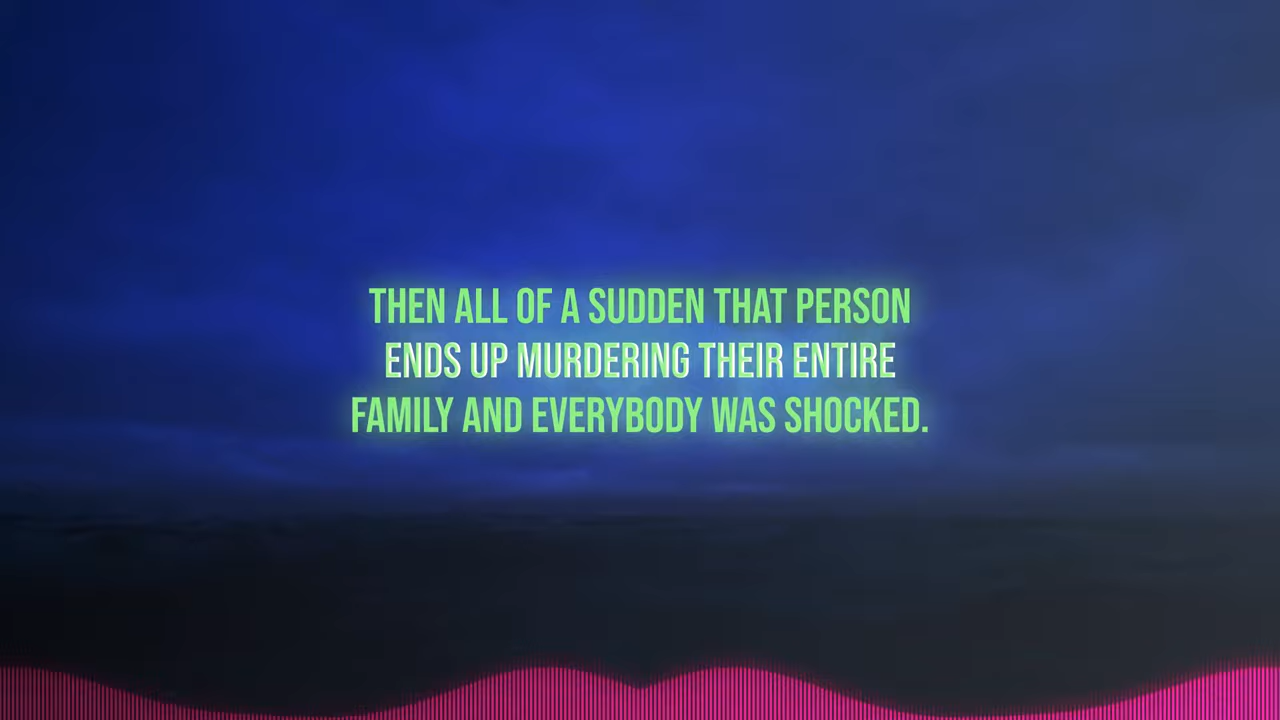 THEN ALL OF A SUDDEN THAT PERSON
ENDS UP MURDERING THEIR ENTIRE
FAMILY AND EVERYBODY WAS SHOCKED.